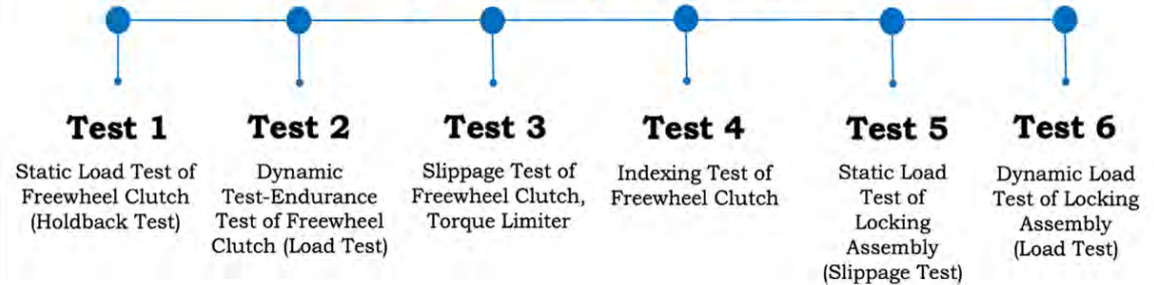 Test 1
Static Load Test of
Freewheel Clutch
(Holdback Test)
Test 2
Dynamic
Test-Endurance
Test of Freewheel
Clutch (Load Test)
Test 3
Slippage Test of
Freewheel Clutch,
Torque Limiter
Test 4
Indexing Test of
Freewheel Clutch
Test 5
Static Load
Test of
Locking
Assembly
(Slippage Test)
Test 6
Dynamic Load
Test of Locking
Assembly
(Load Test)